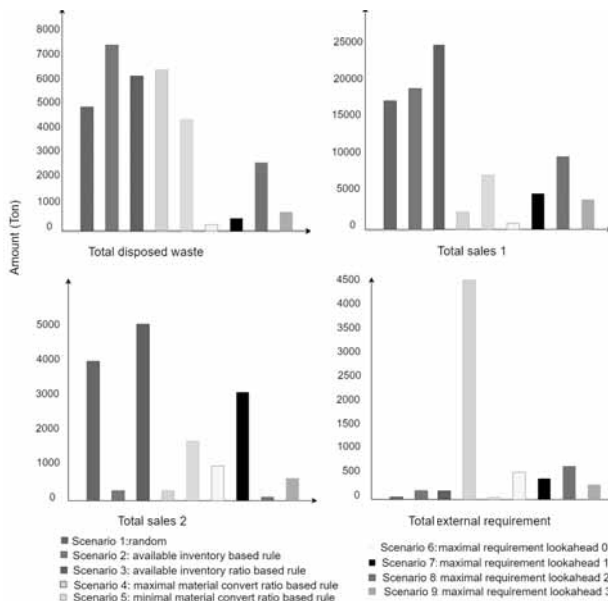 Amount (Ton)
8000
7000
6000
5000
4000
3000
2000
1000
0
Total disposed waste
25000
20000
15000
10000
5000
0
Total sales 1
5000
4000
3000
2000
1000
0
Total sales 2
4500
4000
3500
3000
2500
2000
1500
1000
500
0
Total external requirement
Scenario 1:random
Scenario 2: available inventory based rule
Scenario 3: available inventory ratio based rule
Scenario 4: maximal material convert ratio based rule
Scenario 5: minimal material convert ratio based rule
Scenario 6: maximal requirement lookahead 0
Scenario 7: maximal requirement lookahead 1
Scenario 8 maximal requirement lookahead 2
Scenario 9: maximal requirement lookahead 3